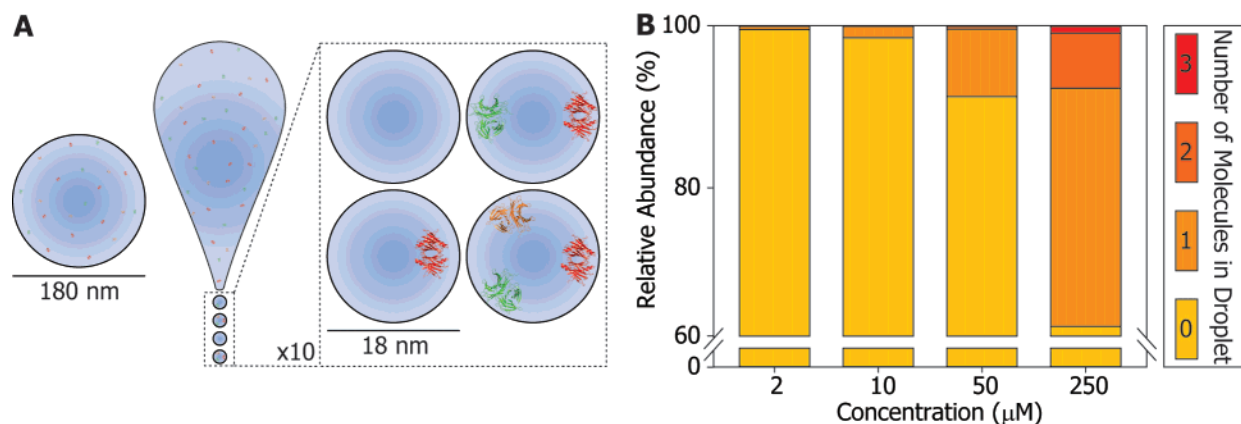 A
180 nm
x10
18 nm
B
Relative Abundance (%)
100
80
60
0
2
10
50
250
Concentration (μM)
3
2
1
0
Number of Molecules in Droplet